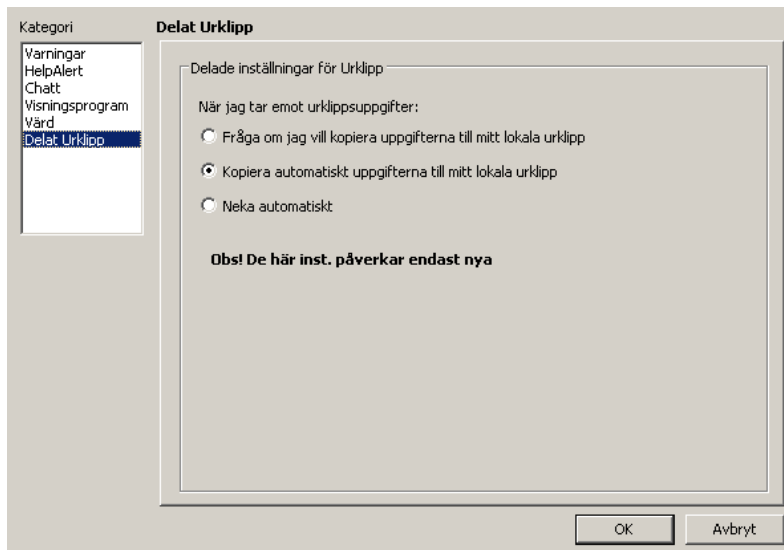 Kategori
Varningar
HelpAlert
Chatt
Visningsprogram
Värd
Delat Urklipp
Delat Urklipp
Delade inställningar för Urklipp
När jag tar emot urklippsuppgifter:
Fråga om jag vill kopiera uppgifterna till mitt lokala urklipp
Kopiera automatiskt uppgifterna till mitt lokala urklipp
Neka automatiskt
Obs! De här inst. påverkar endast nya
OK
Avbryt